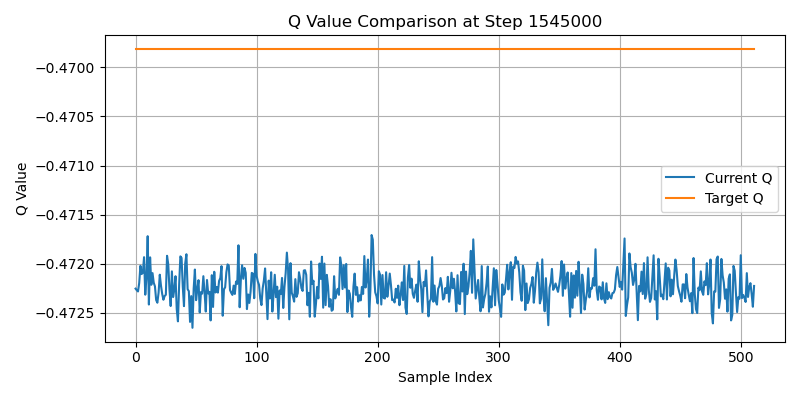 Q Value Comparison at Step 1545000
−0.4700
−0.4705
−0.4710
−0.4715
−0.4720
−0.4725
Q Value
Current Q
Target Q
0 100 200 300 400 500
Sample Index